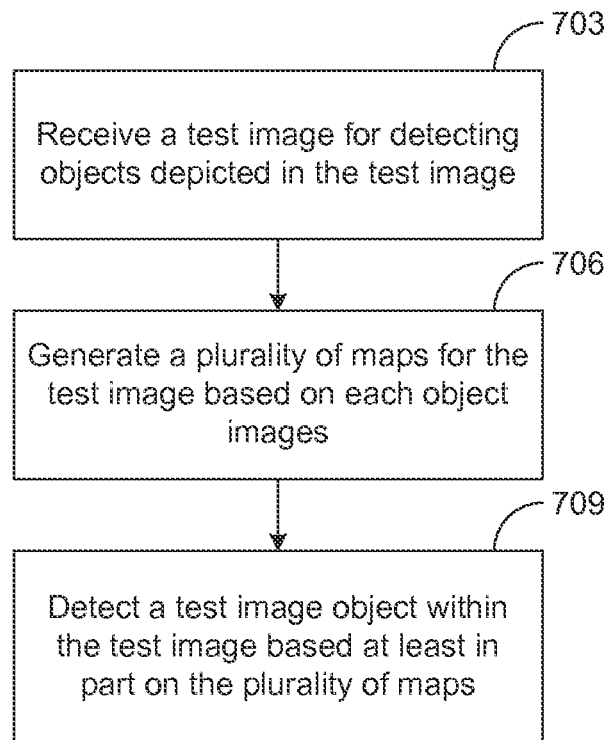 703
Receive a test image for detecting
objects depicted in the test image
706
Generate a plurality of maps for the
test image based on each object
images
709
Detect a test image object within
the test image based at least in
part on the plurality of maps